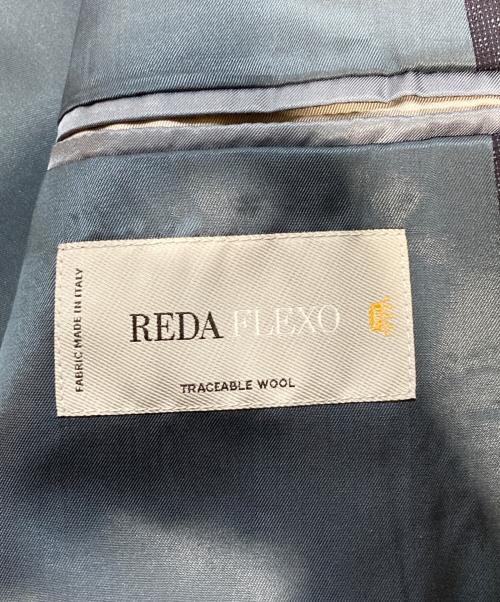 FABRIC MADE IN ITALY
REDA FLEXO
TRACEABLE WOOL